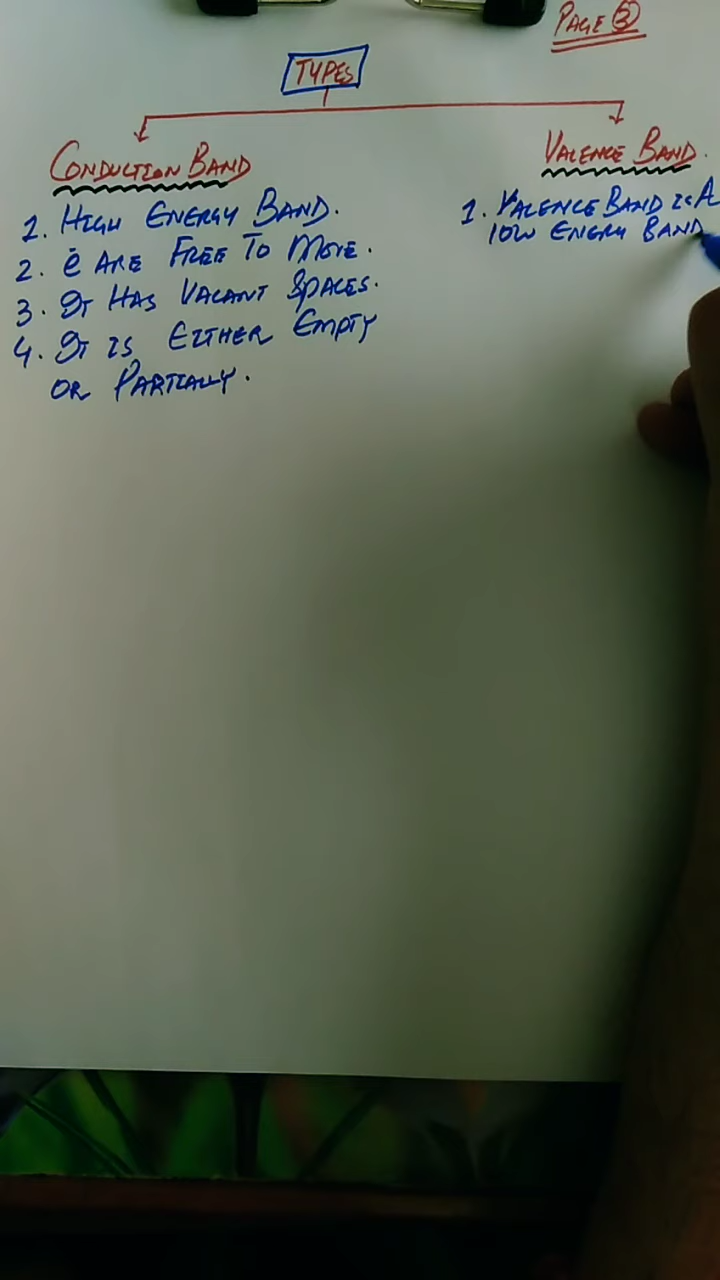 PAGE 3
TYPES
CONDUCTION BAND
VALENCE BAND.
1. HIGH ENERGY BAND.
2. ē ARE FREE TO MOVE.
3. IT HAS VACANT SPACES.
4. IT IS EITHER EMPTY
OR PARTIALLY.
1. VALENCE BAND IS A
LOW ENERGY BAND